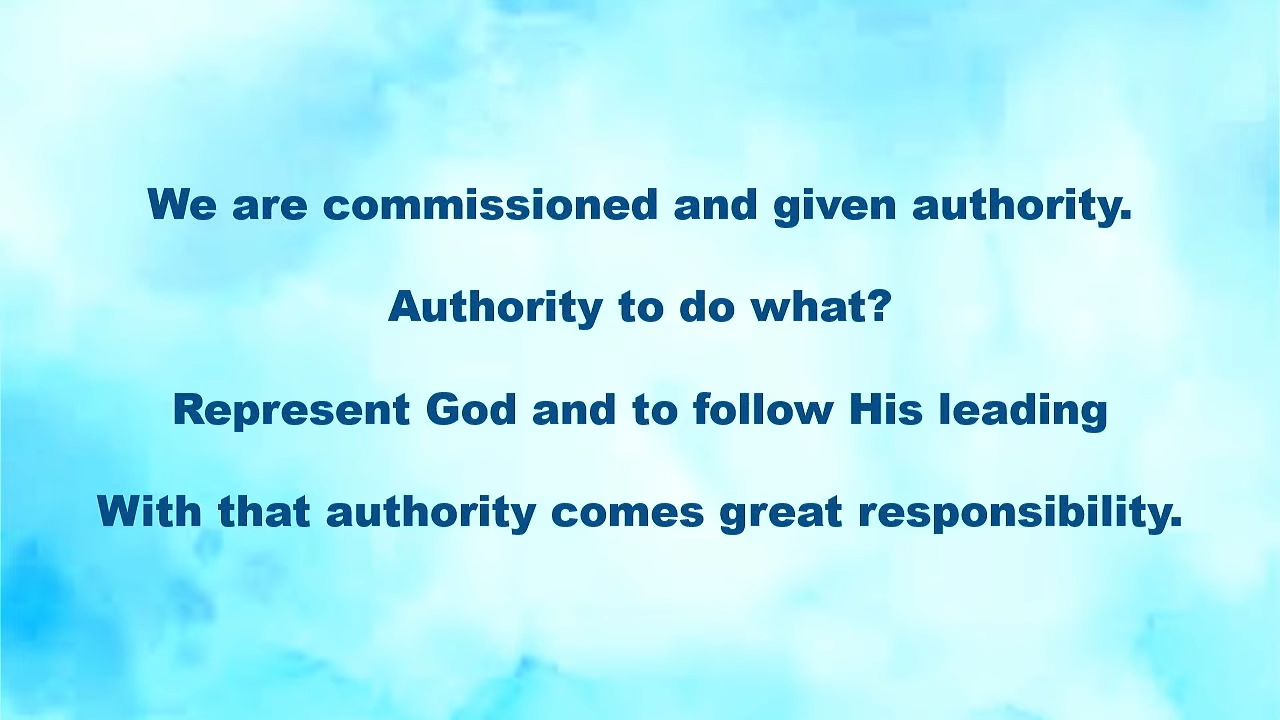 We are commissioned and given authority.
Authority to do what?
Represent God and to follow His leading
With that authority comes great responsibility.